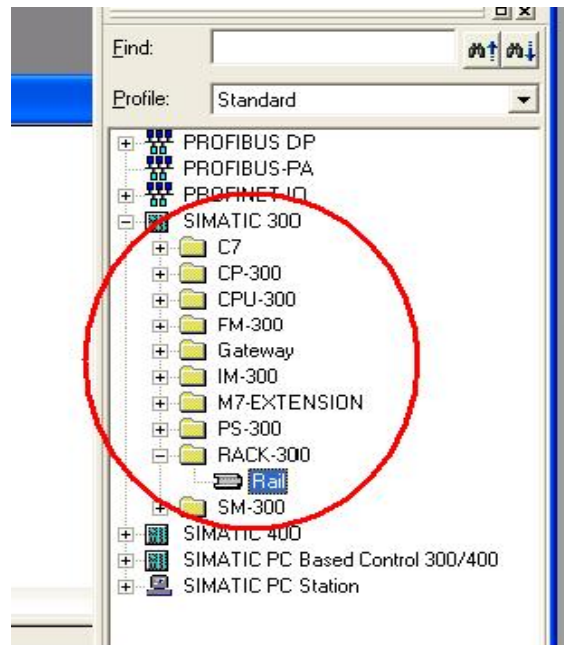 Find:
Profile: Standard
PROFIBUS DP
PROFIBUS-PA
PROFINET IO
SIMATIC 300
C7
CP-300
CPU-300
FM-300
Gateway
IM-300
M7-EXTENSION
PS-300
RACK-300
Rail
SM-300
SIMATIC 400
SIMATIC PC Based Control 300/400
SIMATIC PC Station